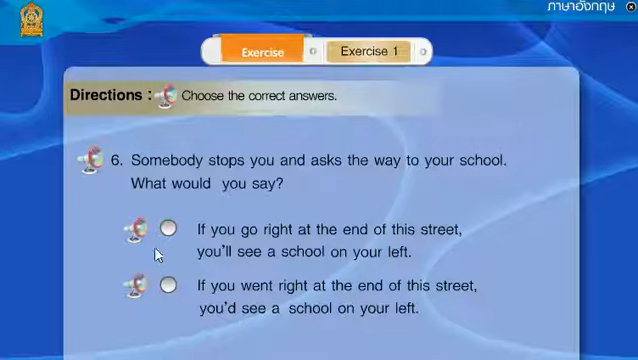 ภาษาอังกฤษ
Exercise Exercise 1
Directions : Choose the correct answers.
6. Somebody stops you and asks the way to your school.
What would you say?
If you go right at the end of this street,
you'll see a school on your left.
If you went right at the end of this street,
you'd see a school on your left.